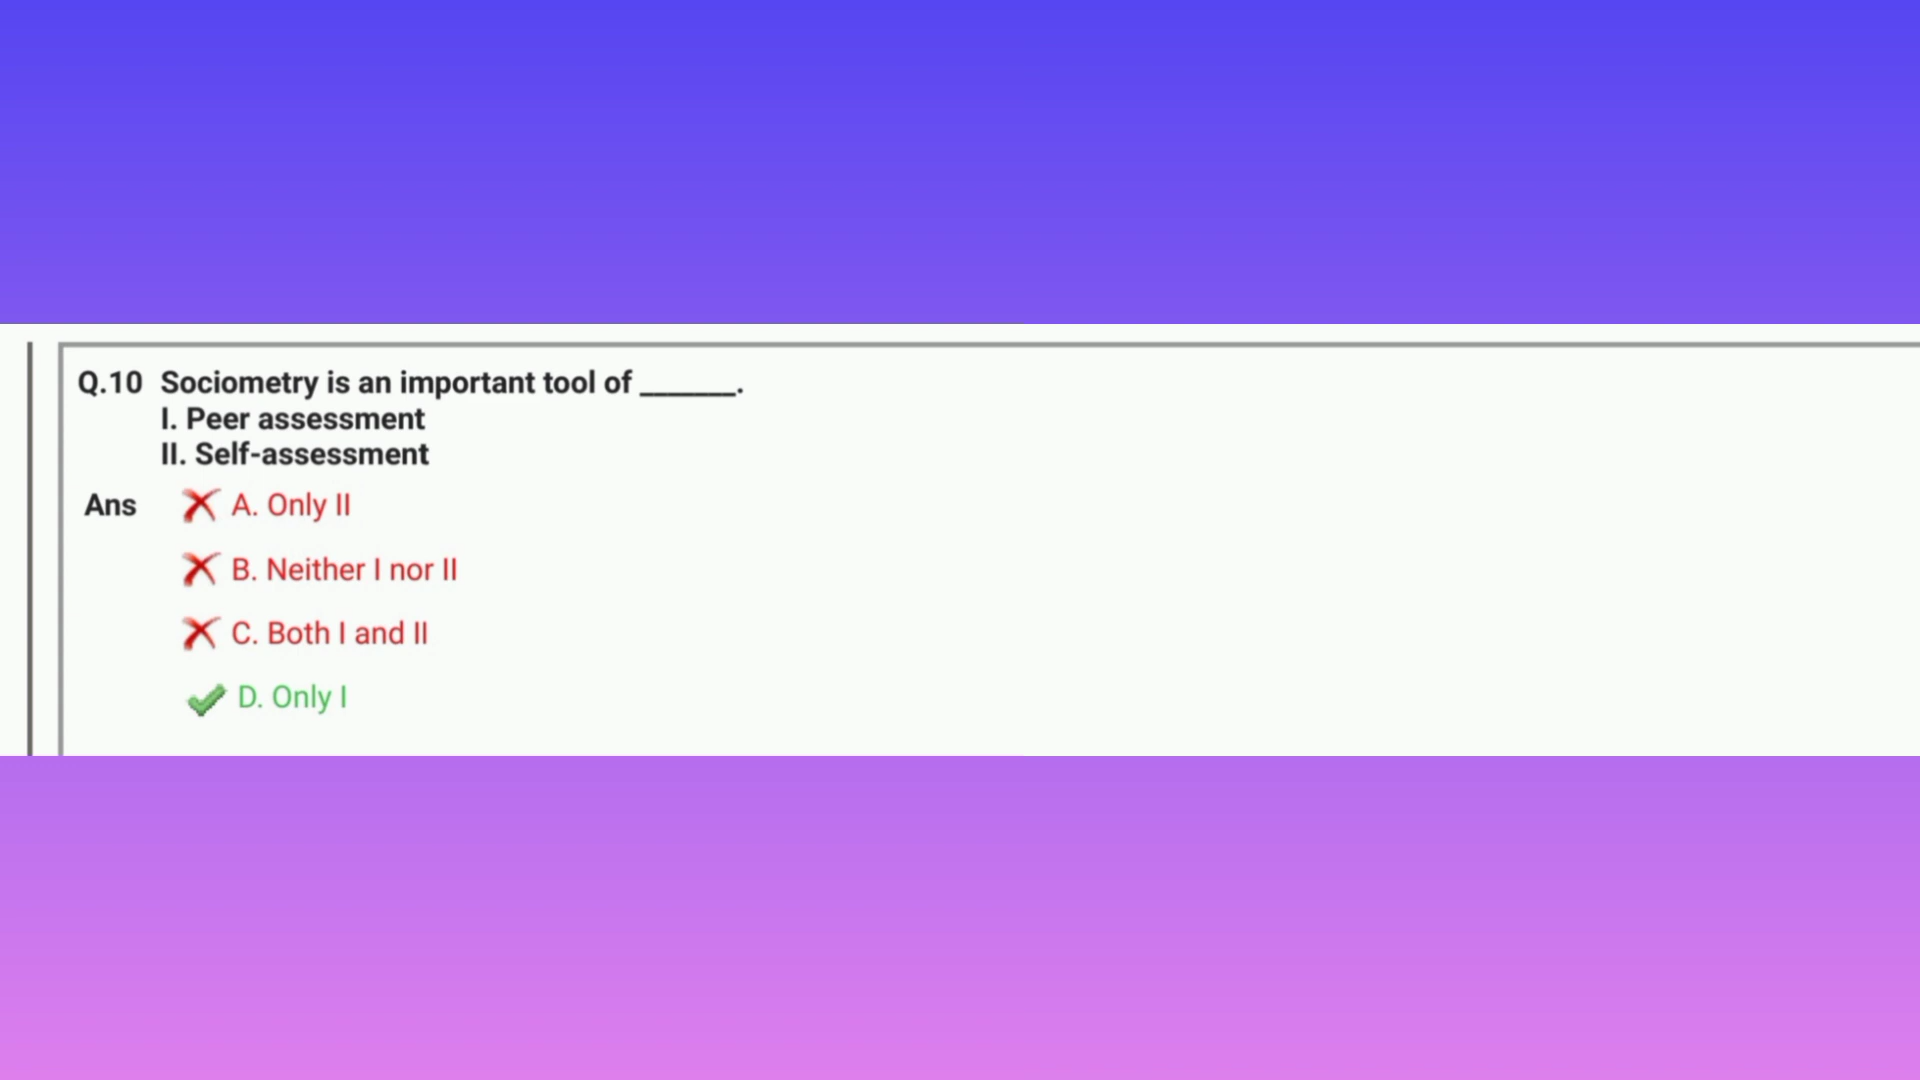 Q.10 Sociometry is an important tool of ______.
I. Peer assessment
II. Self-assessment
Ans A. Only II
B. Neither I nor II
C. Both I and II
D. Only I